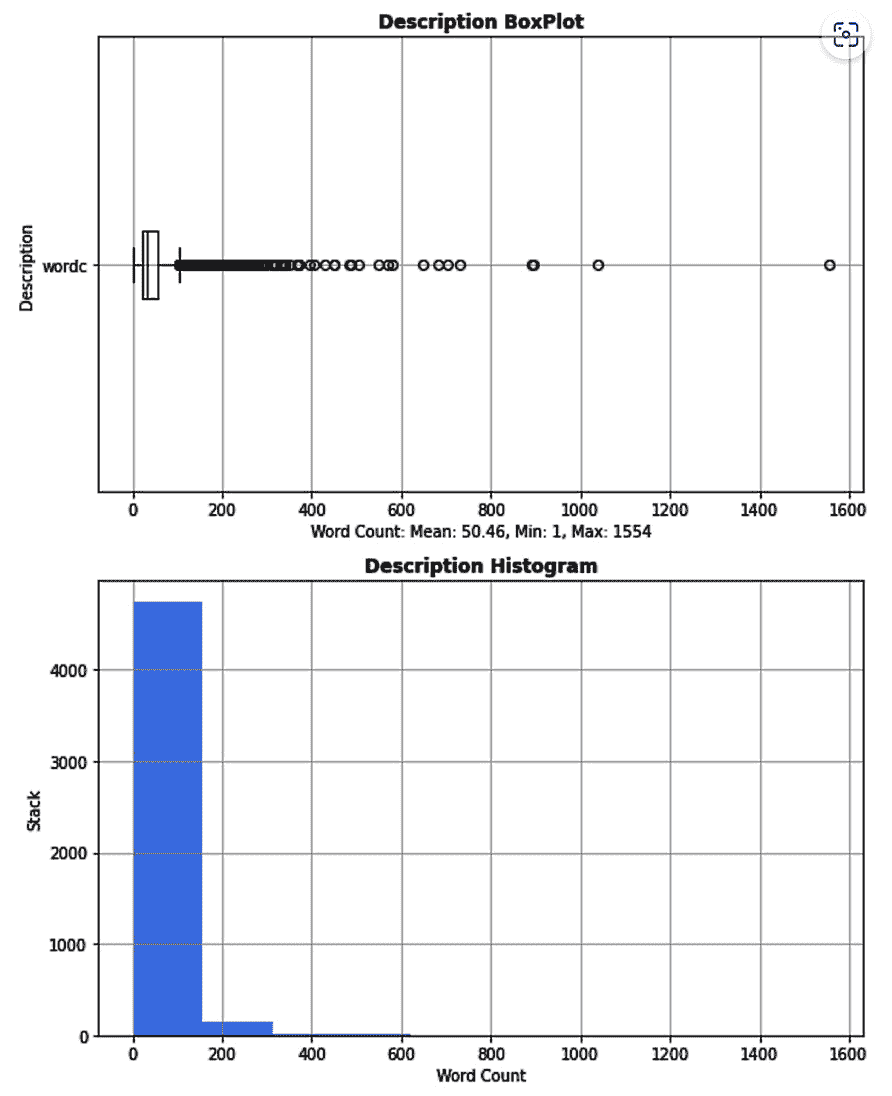 Description BoxPlot
Description
wordc
0 200 400 600 800 1000 1200 1400 1600
Word Count: Mean: 50.46, Min: 1, Max: 1554
Description Histogram
4000
3000
Stack
2000
1000
0
0 200 400 600 800 1000 1200 1400 1600
Word Count